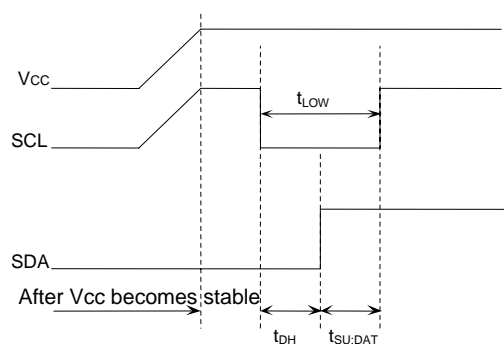 VCC
tLOW
SCL
SDA
After Vcc becomes stable
tDH
tSU:DAT